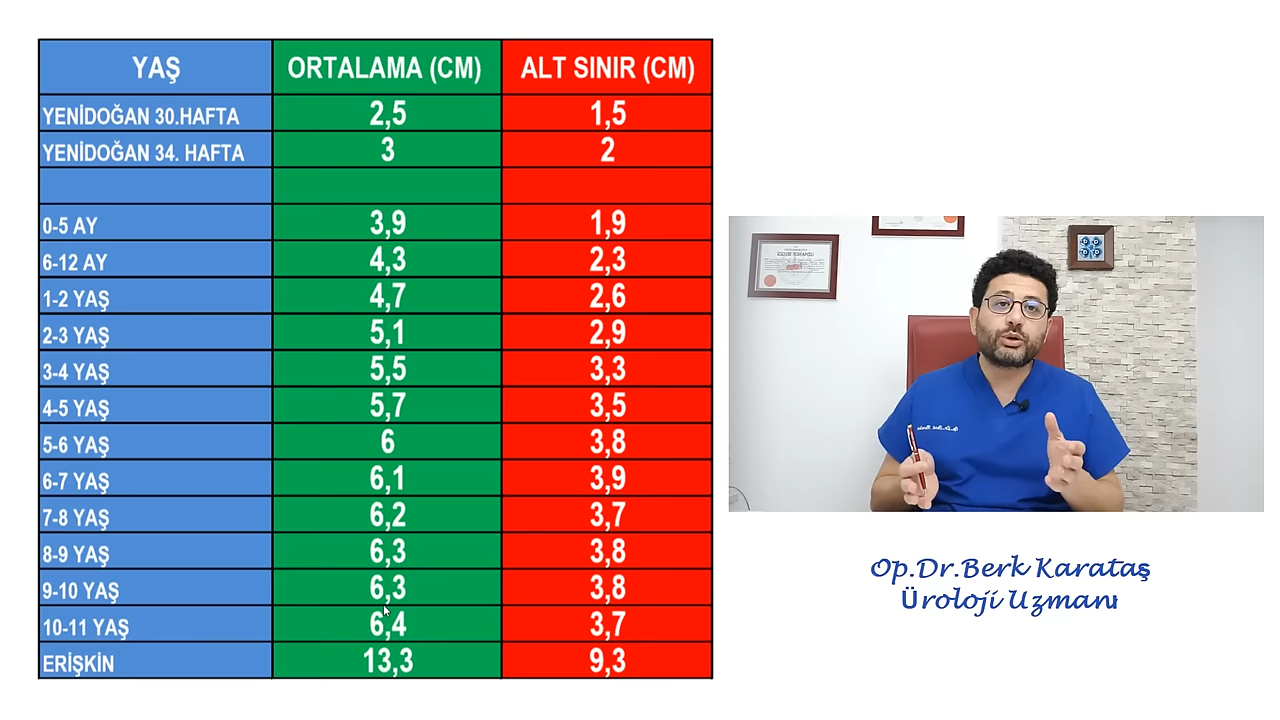 YAŞ ORTALAMA (CM) ALT SINIR (CM)
YENİDOĞAN 30.HAFTA 2,5 1,5
YENİDOĞAN 34. HAFTA 3 2
0-5 AY 3,9 1,9
6-12 AY 4,3 2,3
1-2 YAŞ 4,7 2,6
2-3 YAŞ 5,1 2,9
3-4 YAŞ 5,5 3,3
4-5 YAŞ 5,7 3,5
5-6 YAŞ 6 3,8
6-7 YAŞ 6,1 3,9
7-8 YAŞ 6,2 3,7
8-9 YAŞ 6,3 3,8
9-10 YAŞ 6,3 3,8
10-11 YAŞ 6,4 3,7
ERİŞKİN 13,3 9,3
Op.Dr.Berk Karataş
Üroloji Uzmanı